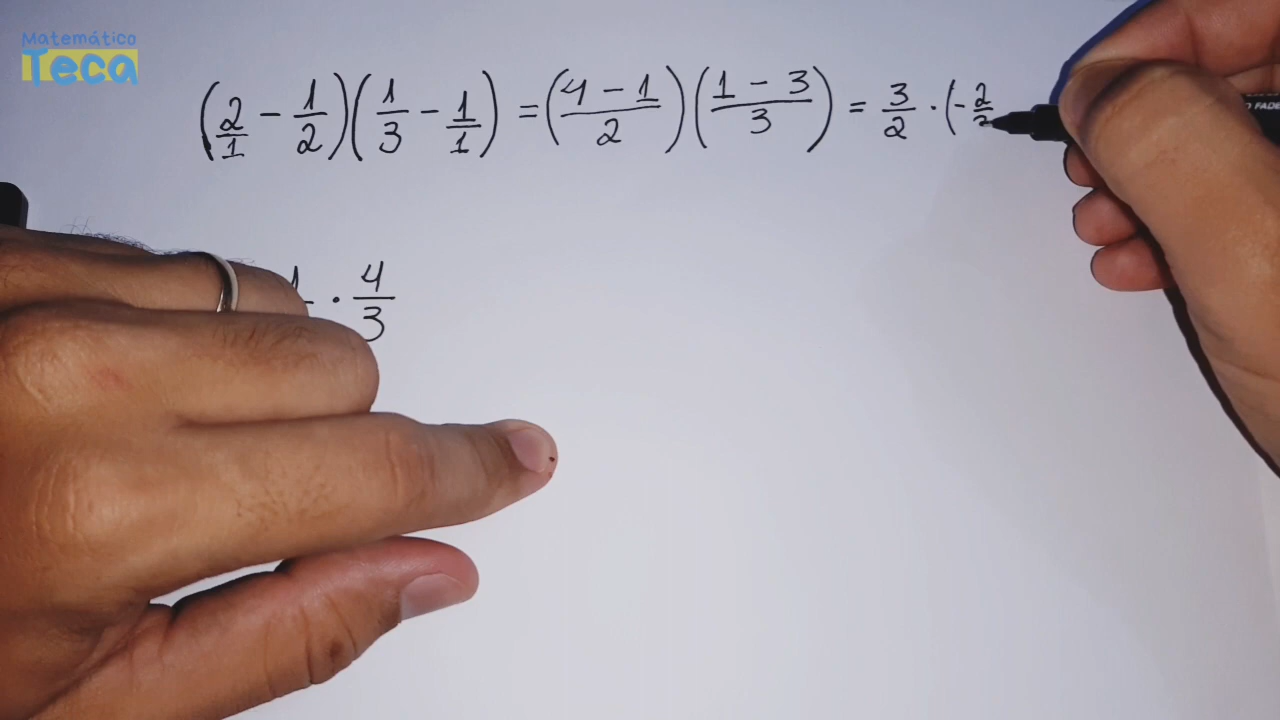 Matemático
Teca
(2/1 - 1/2)(1/3 - 1/1) = (4 - 1/2)(1 - 3/3) = 3/2 · (-2/
· 4/3